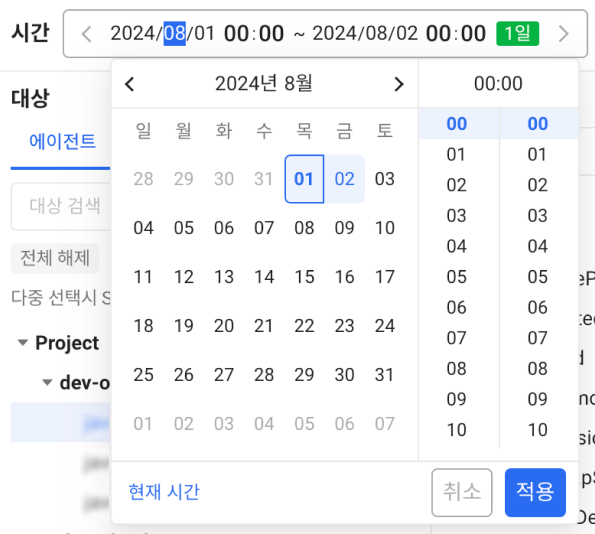 시간 < 2024/08/01 00:00 ~ 2024/08/02 00:00 1일 >
대상
에이전트
대상 검색
전체 해제
다중 선택시 S
Project
dev-o
< 2024년 8월 >
일 월 화 수 목 금 토
28 29 30 31 01 02 03
04 05 06 07 08 09 10
11 12 13 14 15 16 17
18 19 20 21 22 23 24
25 26 27 28 29 30 31
01 02 03 04 05 06 07
00:00
00 00
01 01
02 02
03 03
04 04
05 05
06 06
07 07
08 08
09 09
10 10
현재 시간
취소 적용